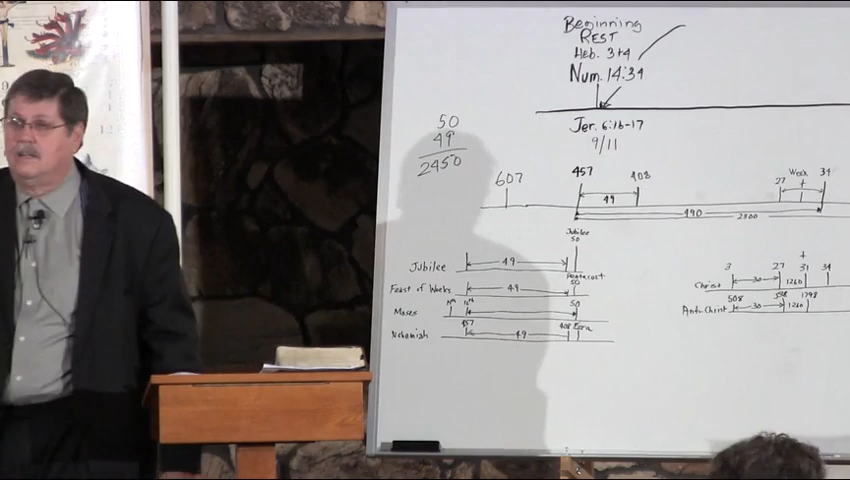 Beginning
REST
Heb. 3+4
Num. 14:34
Jer. 6:16-17
9/11
50
49
2450
607
457
408
27
Week
+
34
49
490
2300
Jubilee
50
Jubilee
49
Pentecost
50
Feast of Weeks
49
Moses
10th
50
Nehemiah
457
49
408
Ezra
3
27
+
31
34
Christ
30
1260
508
538
1798
Anti-Christ
30
1260